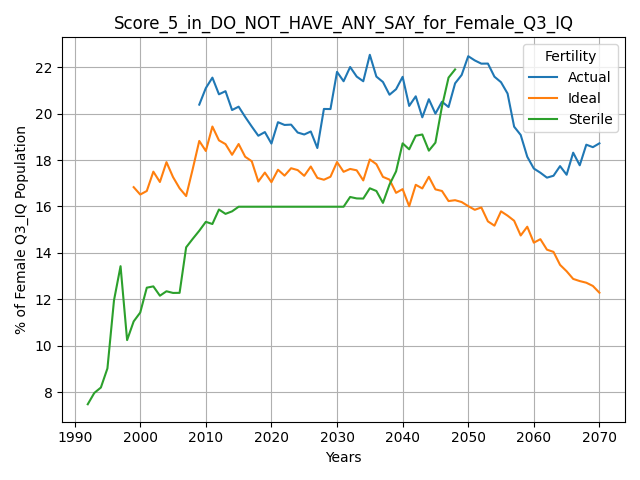 Score_5_in_DO_NOT_HAVE_ANY_SAY_for_Female_Q3_IQ
Fertility
Actual
Ideal
Sterile
% of Female Q3_IQ Population
22
20
18
16
14
12
10
8
1990 2000 2010 2020 2030 2040 2050 2060 2070
Years